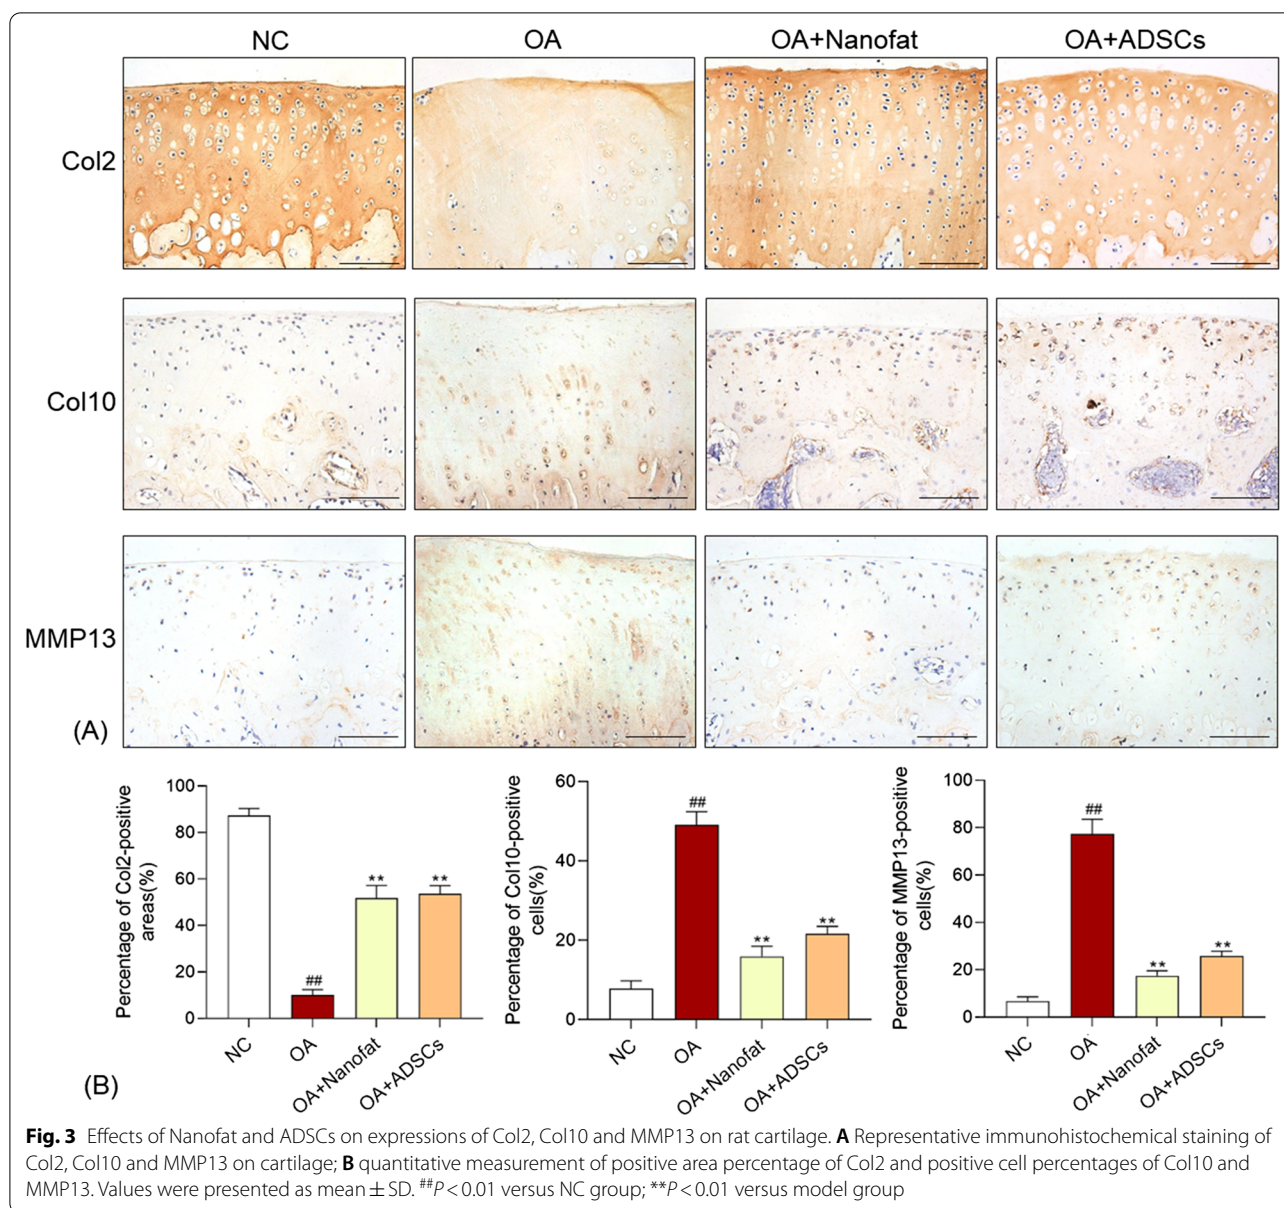 NC OA OA+Nanofat OA+ADSCs
Col2
Col10
MMP13
(A)
Percentage of Col2-positive
areas(%)
100
80
60
40
20
0
##
**
**
NC
OA
OA+Nanofat
OA+ADSCs
Percentage of Col10-positive
cells(%)
60
40
20
0
##
**
**
NC
OA
OA+Nanofat
OA+ADSCs
Percentage of MMP13-positive
cells(%)
100
80
60
40
20
0
##
**
**
NC
OA
OA+Nanofat
OA+ADSCs
(B)
Fig. 3 Effects of Nanofat and ADSCs on expressions of Col2, Col10 and MMP13 on rat cartilage. A Representative immunohistochemical staining of
Col2, Col10 and MMP13 on cartilage; B quantitative measurement of positive area percentage of Col2 and positive cell percentages of Col10 and
MMP13. Values were presented as mean ± SD. ##P < 0.01 versus NC group; **P < 0.01 versus model group